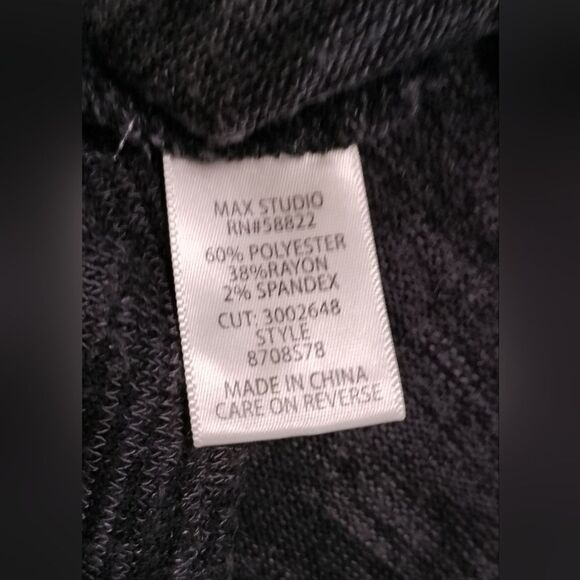 MAX STUDIO
RN#58822
60% POLYESTER
38%RAYON
2% SPANDEX
CUT: 3002648
STYLE
8708S78
MADE IN CHINA
CARE ON REVERSE